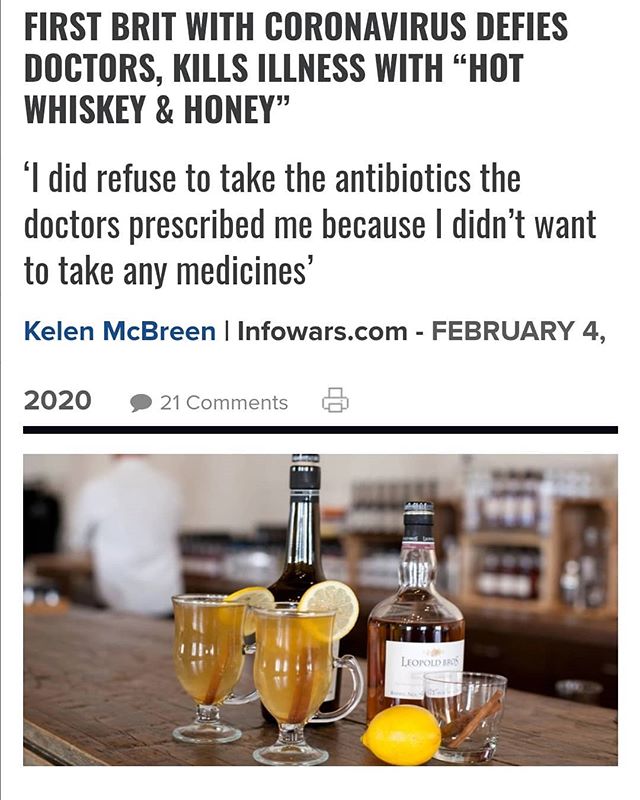 FIRST BRIT WITH CORONAVIRUS DEFIES
DOCTORS, KILLS ILLNESS WITH “HOT
WHISKEY & HONEY”
‘I did refuse to take the antibiotics the
doctors prescribed me because I didn’t want
to take any medicines’
Kelen McBreen | Infowars.com - FEBRUARY 4,
2020 21 Comments
LEOPOLD BROS